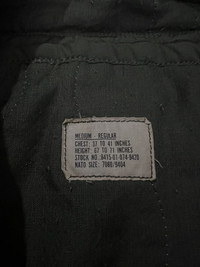 MEDIUM - REGULAR
CHEST: 37 TO 41 INCHES
HEIGHT: 67 TO 71 INCHES
STOCK NO. 8415-01-074-9426
NATO SIZE: 7080/9404